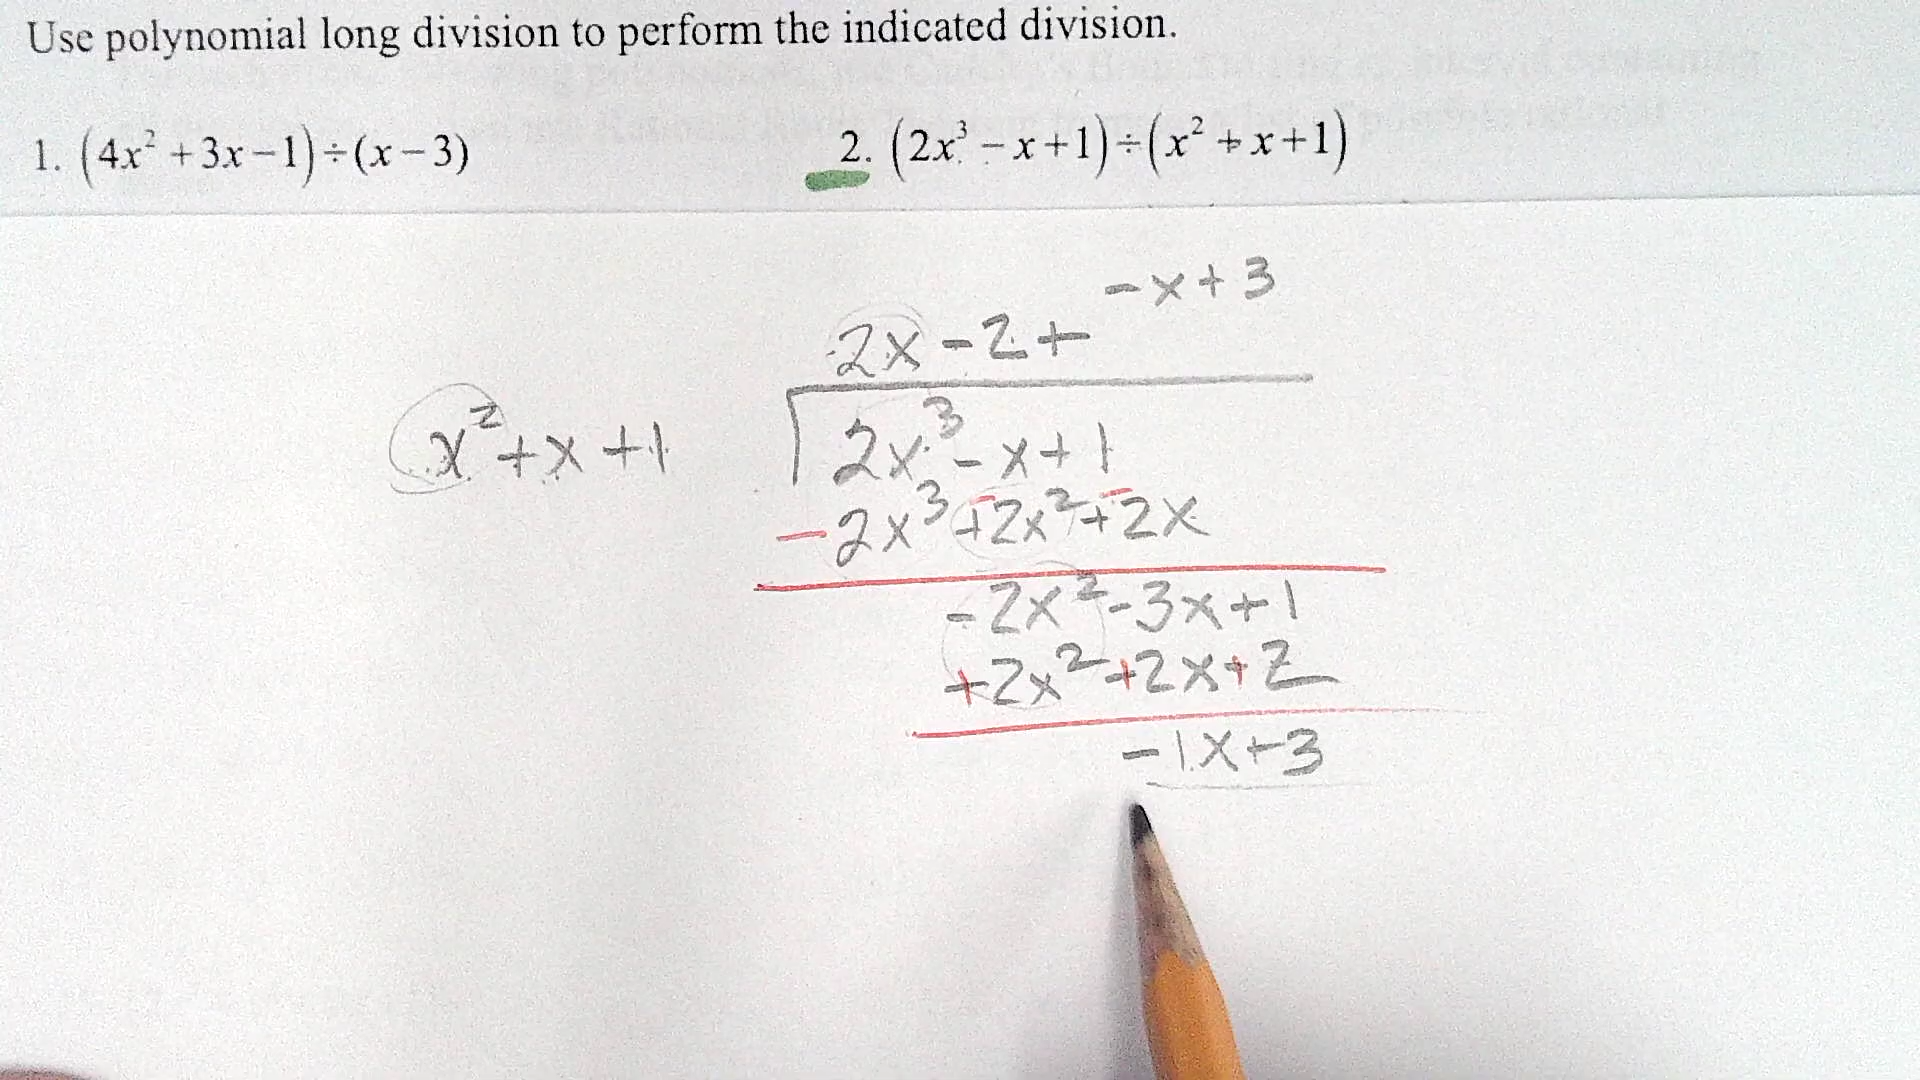 Use polynomial long division to perform the indicated division.
1. (4x² + 3x − 1) ÷ (x − 3)
2. (2x³ − x + 1) ÷ (x² + x + 1)
-x+3
2x-2+
x²+x+1
2x³-x+1
-2x³+2x²+2x
-2x²-3x+1
+2x²+2x+2
-1x+3